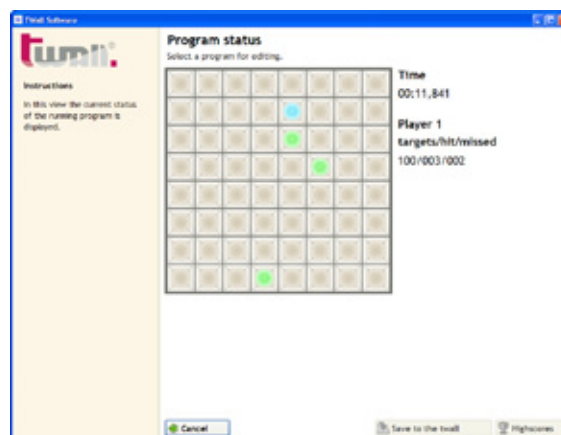 TWall Software
twall.
Program status
Select a program for editing.
Instructions
In this view the current status
of the running program is
displayed.
Time
00:11,841
Player 1
targets/hit/missed
100/003/002
Cancel
Save to the twall
Highscores